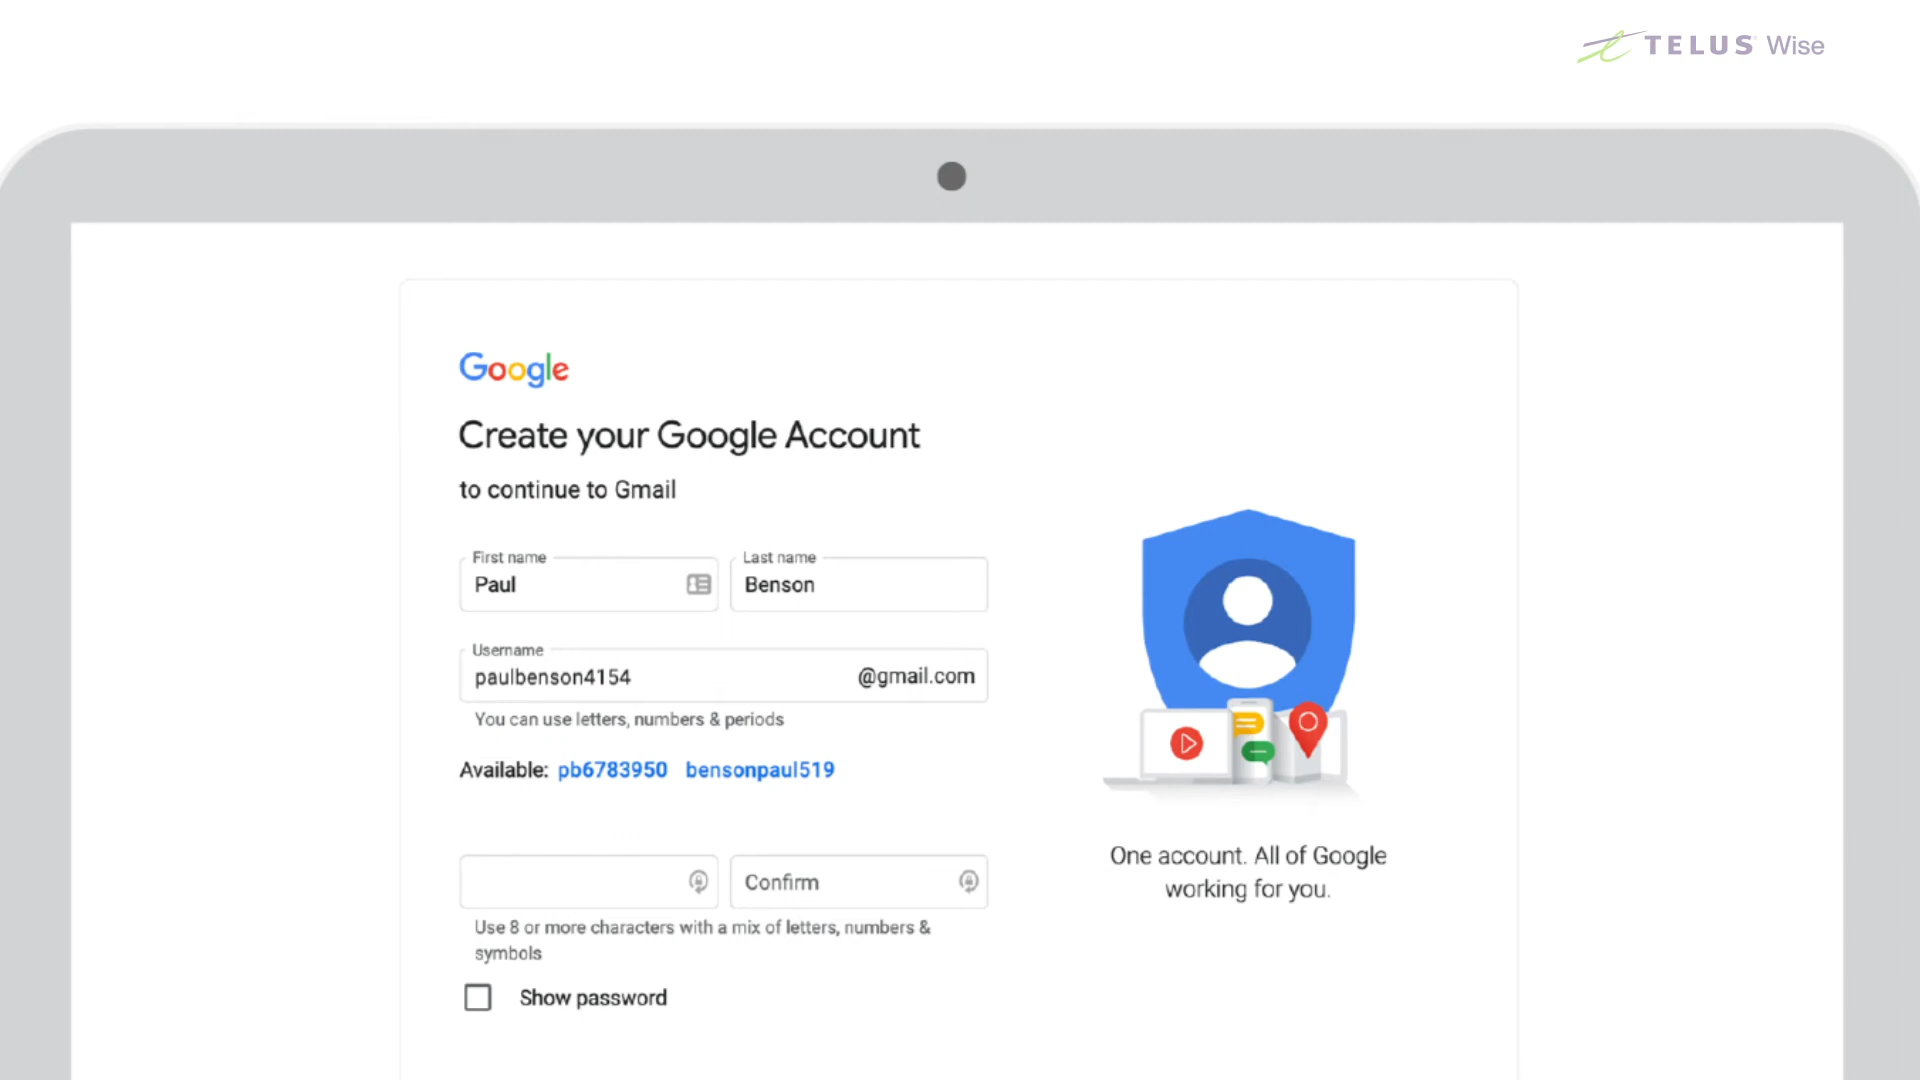 TELUS Wise
Google
Create your Google Account
to continue to Gmail
First name
Paul
Last name
Benson
Username
paulbenson4154
@gmail.com
You can use letters, numbers & periods
Available: pb6783950 bensonpaul519
Confirm
Use 8 or more characters with a mix of letters, numbers &
symbols
Show password
One account. All of Google
working for you.